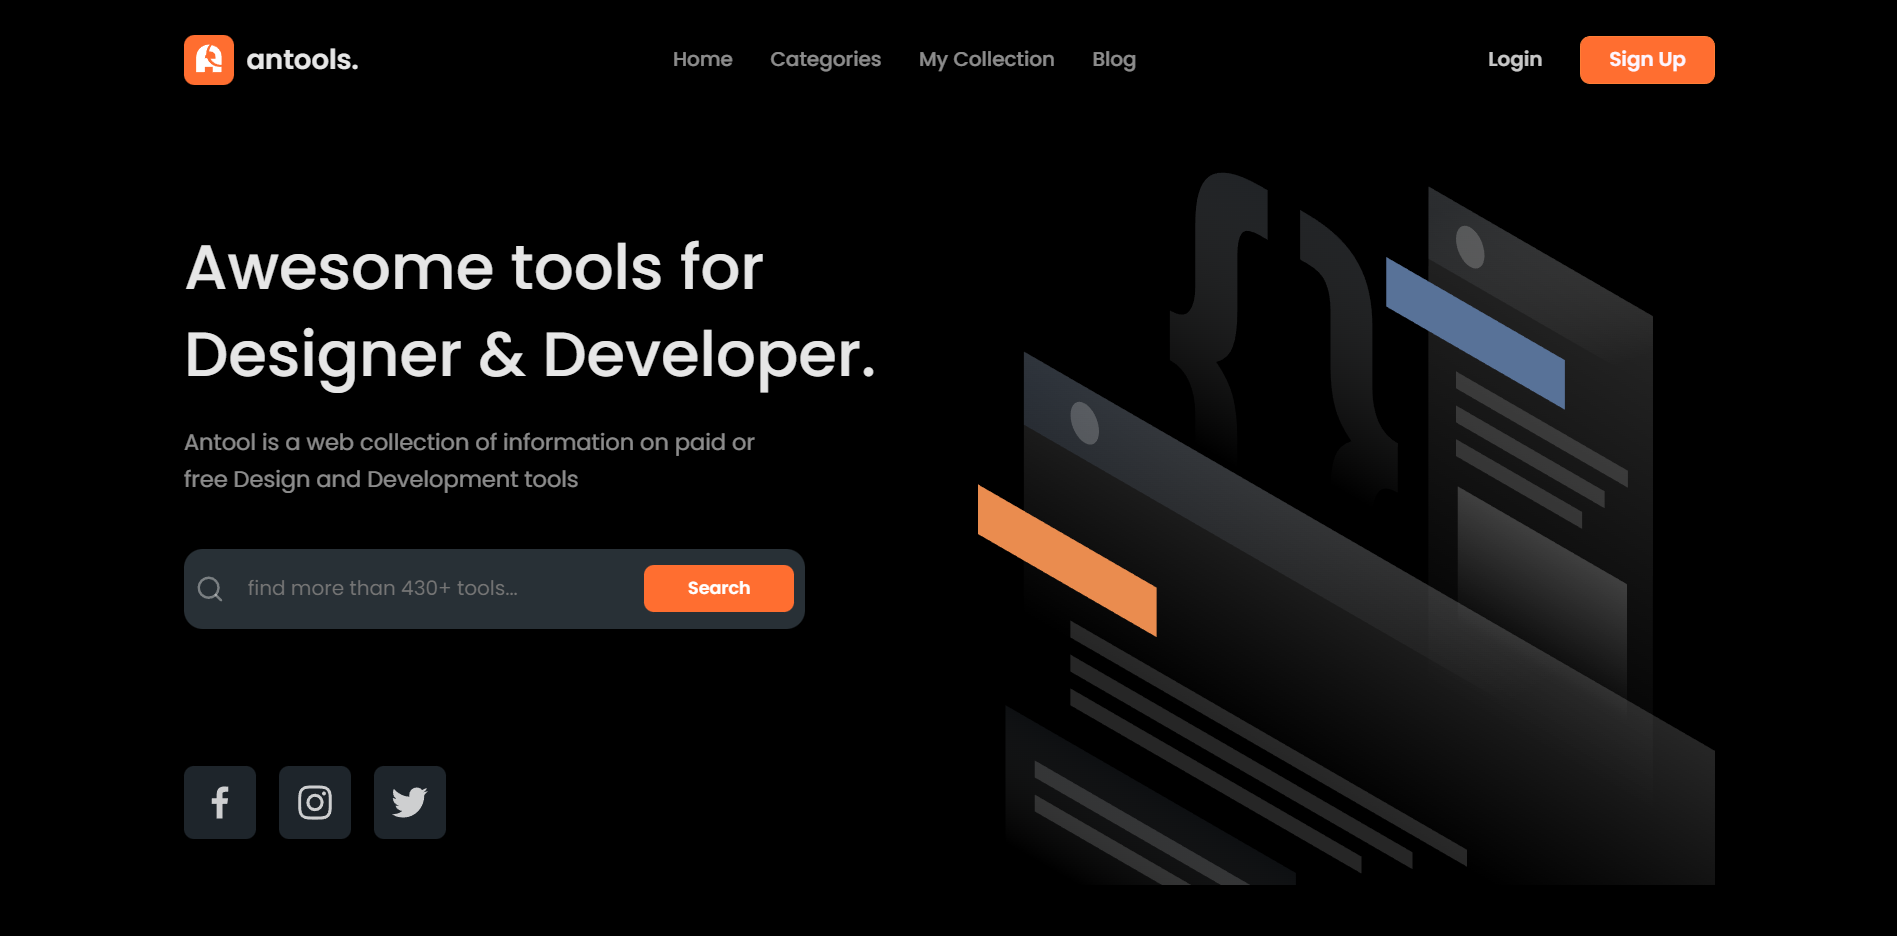 antools.
Home Categories My Collection Blog
Login Sign Up
Awesome tools for
Designer & Developer.
Antool is a web collection of information on paid or
free Design and Development tools
find more than 430+ tools...
Search
{ }